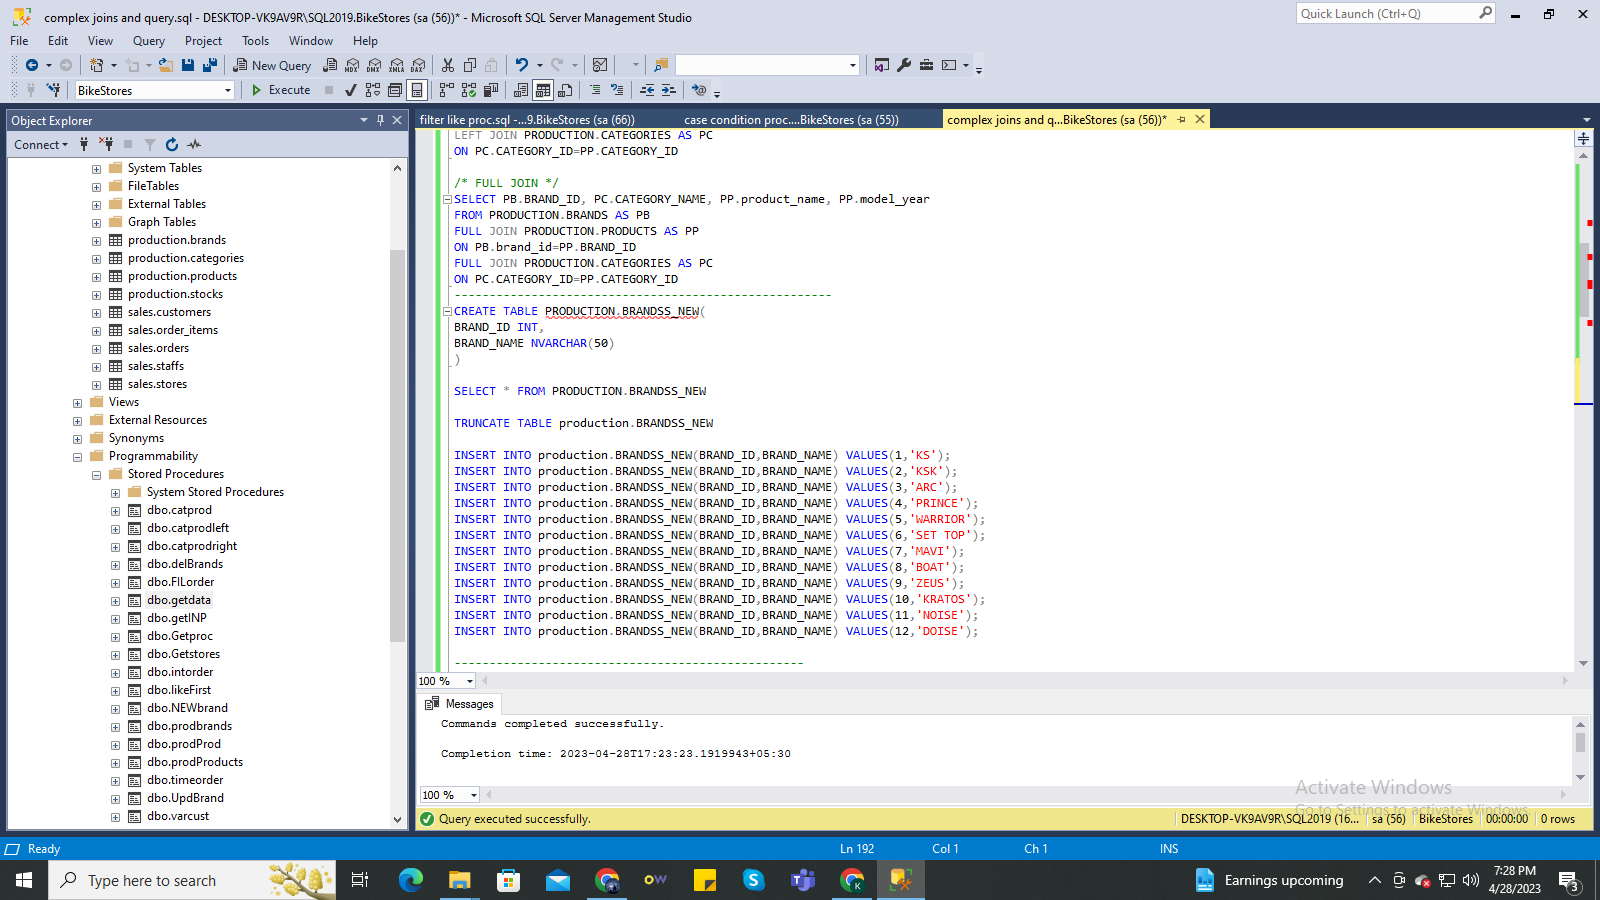 complex joins and query.sql - DESKTOP-VK9AV9R\SQL2019.BikeStores (sa (56))* - Microsoft SQL Server Management Studio
Quick Launch (Ctrl+Q)
File Edit View Query Project Tools Window Help
New Query
MDX DMX XMLA DAX
BikeStores
Execute
Object Explorer
Connect
System Tables
FileTables
External Tables
Graph Tables
production.brands
production.categories
production.products
production.stocks
sales.customers
sales.order_items
sales.orders
sales.staffs
sales.stores
Views
External Resources
Synonyms
Programmability
Stored Procedures
System Stored Procedures
dbo.catprod
dbo.catprodleft
dbo.catprodright
dbo.delBrands
dbo.FILorder
dbo.getdata
dbo.getINP
dbo.Getproc
dbo.Getstores
dbo.intorder
dbo.likeFirst
dbo.NEWbrand
dbo.prodbrands
dbo.prodProd
dbo.prodProducts
dbo.timeorder
dbo.UpdBrand
dbo.varcust
filter like proc.sql -...9.BikeStores (sa (66))
case condition proc....BikeStores (sa (55))
complex joins and q...BikeStores (sa (56))*
LEFT JOIN PRODUCTION.CATEGORIES AS PC
ON PC.CATEGORY_ID=PP.CATEGORY_ID
/* FULL JOIN */
SELECT PB.BRAND_ID, PC.CATEGORY_NAME, PP.product_name, PP.model_year
FROM PRODUCTION.BRANDS AS PB
FULL JOIN PRODUCTION.PRODUCTS AS PP
ON PB.brand_id=PP.BRAND_ID
FULL JOIN PRODUCTION.CATEGORIES AS PC
ON PC.CATEGORY_ID=PP.CATEGORY_ID
------------------------------------------------------
CREATE TABLE PRODUCTION.BRANDSS_NEW(
BRAND_ID INT,
BRAND_NAME NVARCHAR(50)
)
SELECT * FROM PRODUCTION.BRANDSS_NEW
TRUNCATE TABLE production.BRANDSS_NEW
INSERT INTO production.BRANDSS_NEW(BRAND_ID,BRAND_NAME) VALUES(1,'KS');
INSERT INTO production.BRANDSS_NEW(BRAND_ID,BRAND_NAME) VALUES(2,'KSK');
INSERT INTO production.BRANDSS_NEW(BRAND_ID,BRAND_NAME) VALUES(3,'ARC');
INSERT INTO production.BRANDSS_NEW(BRAND_ID,BRAND_NAME) VALUES(4,'PRINCE');
INSERT INTO production.BRANDSS_NEW(BRAND_ID,BRAND_NAME) VALUES(5,'WARRIOR');
INSERT INTO production.BRANDSS_NEW(BRAND_ID,BRAND_NAME) VALUES(6,'SET TOP');
INSERT INTO production.BRANDSS_NEW(BRAND_ID,BRAND_NAME) VALUES(7,'MAVI');
INSERT INTO production.BRANDSS_NEW(BRAND_ID,BRAND_NAME) VALUES(8,'BOAT');
INSERT INTO production.BRANDSS_NEW(BRAND_ID,BRAND_NAME) VALUES(9,'ZEUS');
INSERT INTO production.BRANDSS_NEW(BRAND_ID,BRAND_NAME) VALUES(10,'KRATOS');
INSERT INTO production.BRANDSS_NEW(BRAND_ID,BRAND_NAME) VALUES(11,'NOISE');
INSERT INTO production.BRANDSS_NEW(BRAND_ID,BRAND_NAME) VALUES(12,'DOISE');
--------------------------------------------------
100 %
Messages
Commands completed successfully.
Completion time: 2023-04-28T17:23:23.1919943+05:30
100 %
Activate Windows
Go to Settings to activate Windows.
Query executed successfully.
DESKTOP-VK9AV9R\SQL2019 (16... sa (56) BikeStores 00:00:00 0 rows
Ready Ln 192 Col 1 Ch 1 INS
Type here to search
OW
S
K
Earnings upcoming
7:28 PM
4/28/2023
3